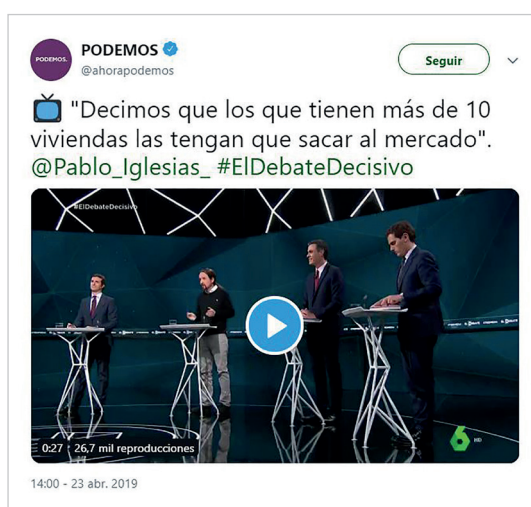 PODEMOS
PODEMOS.
@ahorapodemos
Seguir
"Decimos que los que tienen más de 10
viviendas las tengan que sacar al mercado".
@Pablo_Iglesias_ #ElDebateDecisivo
#ElDebateDecisivo
0:27 26,7 mil reproducciones
HD
14:00 - 23 abr. 2019